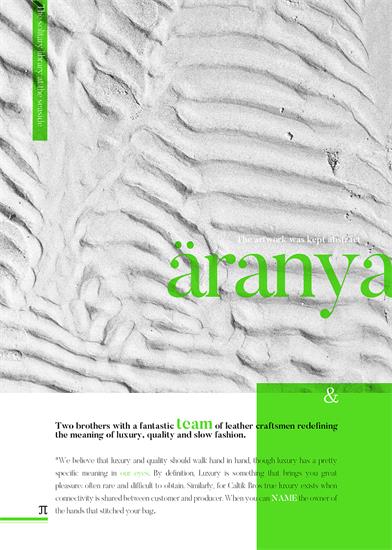 The solitary library at the seaside
The artwork was kept abstract
äranya
&
Two brothers with a fantastic team of leather craftsmen redefining
the meaning of luxury, quality and slow fashion.
"We believe that luxury and quality should walk hand in hand, though luxury has a pretty
specific meaning in our eyes. By definition, Luxury is something that brings you great
pleasure: often rare and difficult to obtain. Similarly, for Caltik Bros true luxury exists when
connectivity is shared between customer and producer. When you can NAME the owner of
the hands that stitched your bag.
π